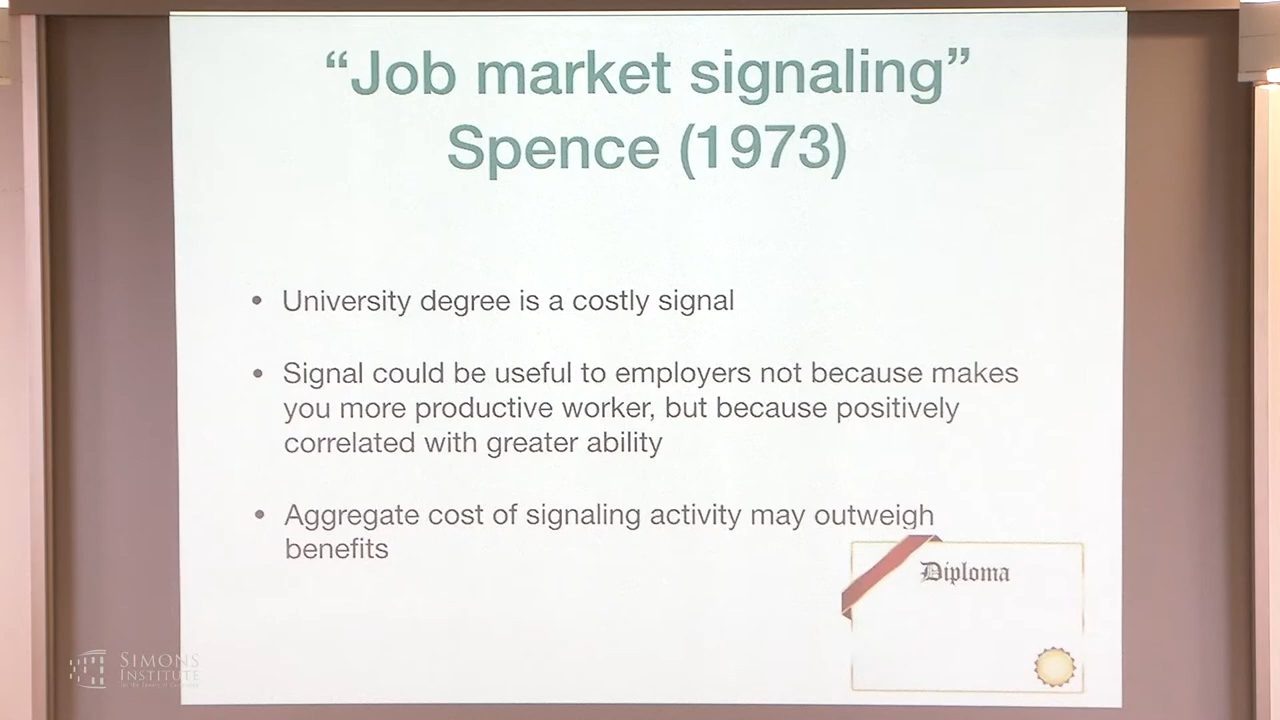 “Job market signaling”
Spence (1973)
• University degree is a costly signal
• Signal could be useful to employers not because makes
you more productive worker, but because positively
correlated with greater ability
• Aggregate cost of signaling activity may outweigh
benefits
Diploma
SIMONS
INSTITUTE